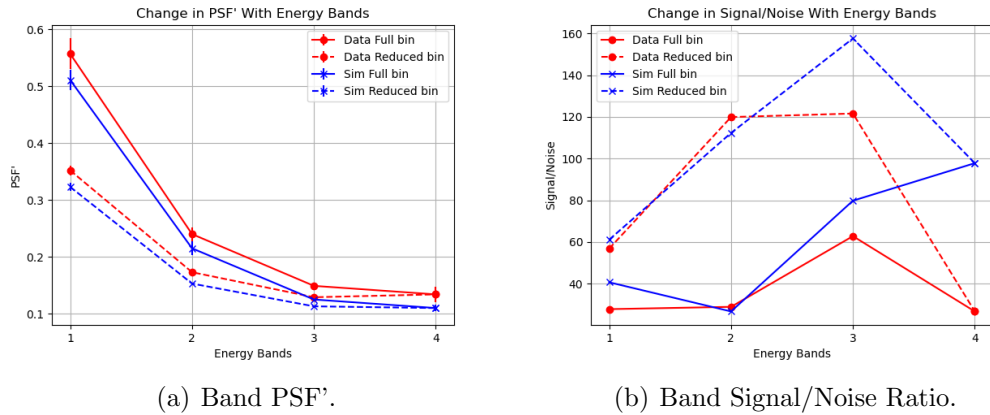 Change in PSF' With Energy Bands
0.6
0.5
0.4
0.3
0.2
0.1
PSF'
Data Full bin
Data Reduced bin
Sim Full bin
Sim Reduced bin
1
2
3
4
Energy Bands
(a) Band PSF'.
Change in Signal/Noise With Energy Bands
160
140
120
100
80
60
40
Signal/Noise
Data Full bin
Data Reduced bin
Sim Full bin
Sim Reduced bin
1
2
3
4
Energy Bands
(b) Band Signal/Noise Ratio.